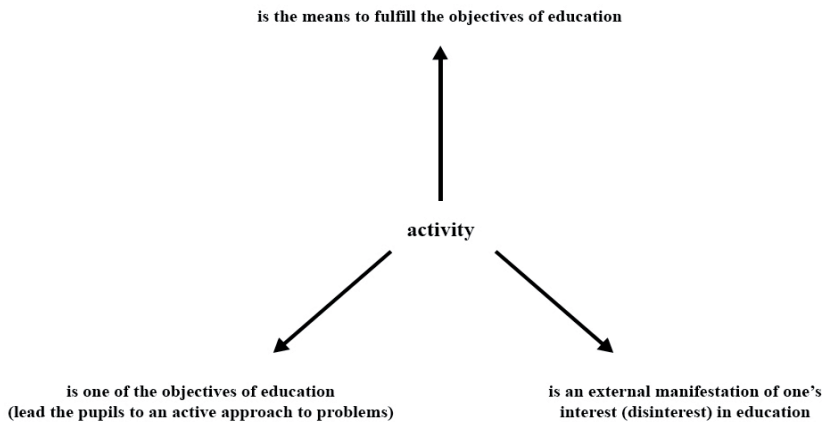 is the means to fulfill the objectives of education
activity
is one of the objectives of education
(lead the pupils to an active approach to problems)
is an external manifestation of one’s
interest (disinterest) in education